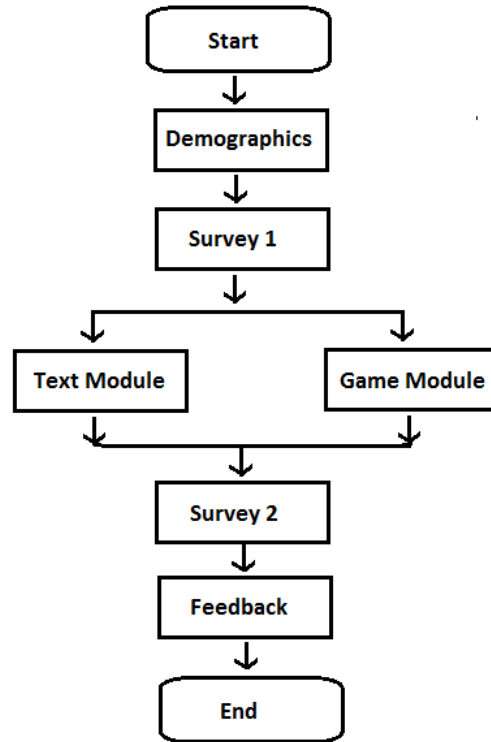 Start
Demographics
Survey 1
Text Module
Game Module
Survey 2
Feedback
End